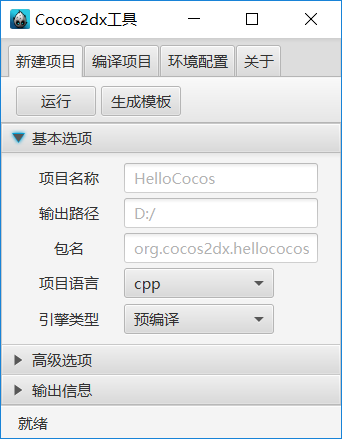 Cocos2dx工具
新建项目 编译项目 环境配置 关于
运行 生成模板
基本选项
项目名称 HelloCocos
输出路径 D:/
包名 org.cocos2dx.hellococos
项目语言 cpp
引擎类型 预编译
高级选项
输出信息
就绪